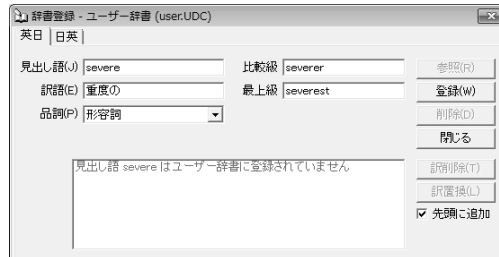 辞書登録 - ユーザー辞書 (user.UDC)
英日 日英
見出し語(J) severe 比較級 severer 参照(R)
訳語(E) 重度の 最上級 severest 登録(W)
品詞(P) 形容詞 削除(D)
閉じる
見出し語 severe はユーザー辞書に登録されていません 訳削除(T)
訳置換(L)
先頭に追加